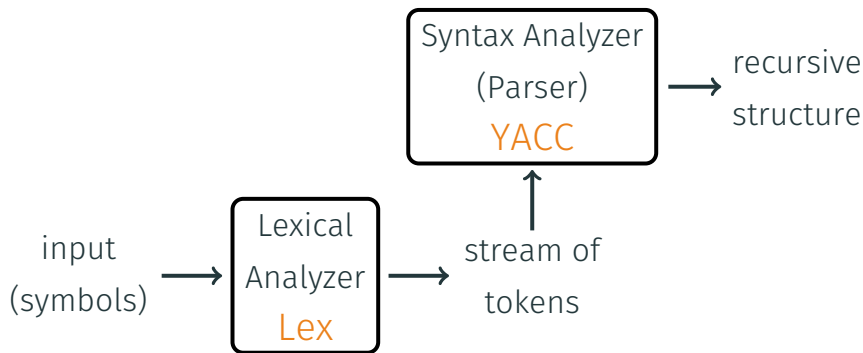 input
(symbols)
Lexical
Analyzer
Lex
stream of
tokens
Syntax Analyzer
(Parser)
YACC
recursive
structure